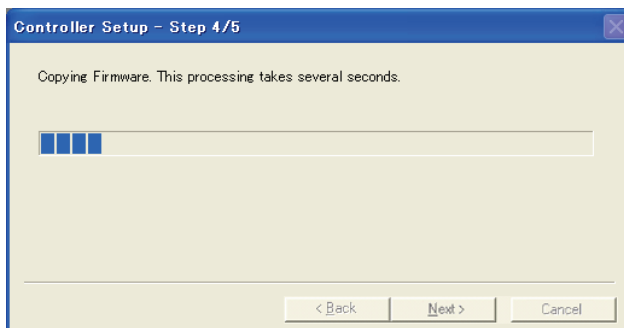 Controller Setup - Step 4/5
Copying Firmware. This processing takes several seconds.
< Back
Next >
Cancel